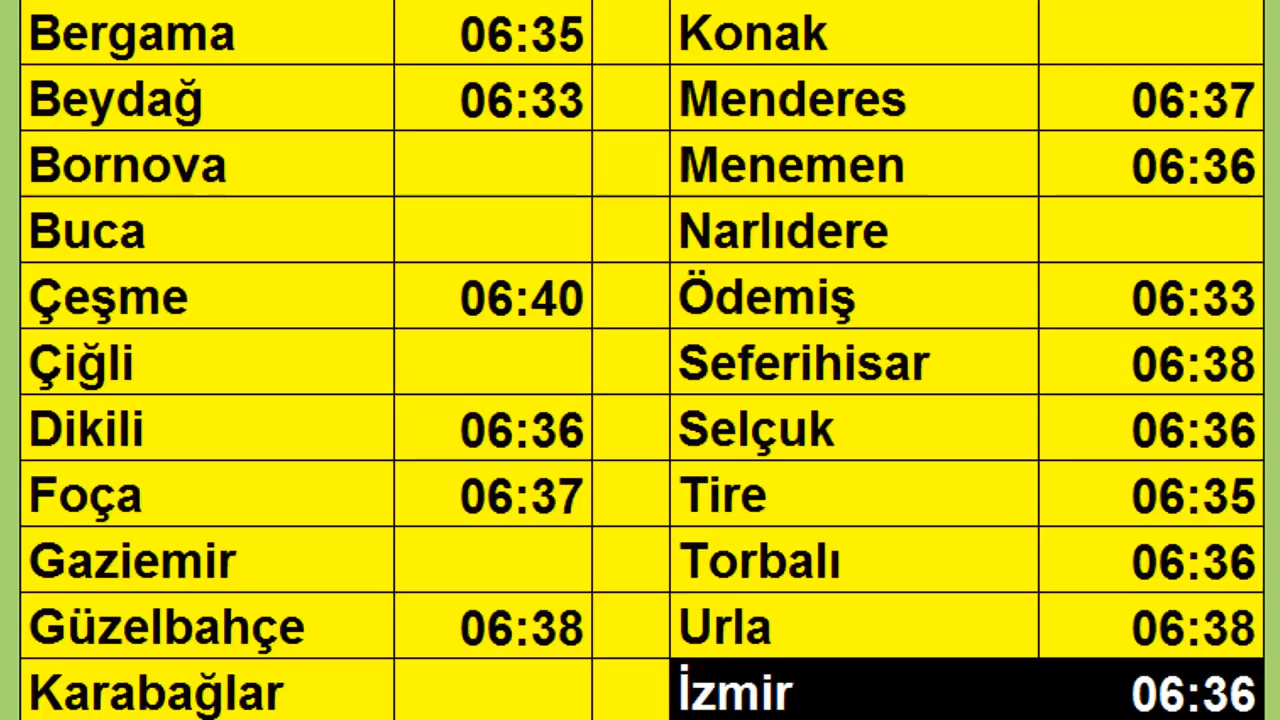 Bergama 06:35 Konak
Beydağ 06:33 Menderes 06:37
Bornova Menemen 06:36
Buca Narlıdere
Çeşme 06:40 Ödemiş 06:33
Çiğli Seferihisar 06:38
Dikili 06:36 Selçuk 06:36
Foça 06:37 Tire 06:35
Gaziemir Torbalı 06:36
Güzelbahçe 06:38 Urla 06:38
Karabağlar İzmir 06:36